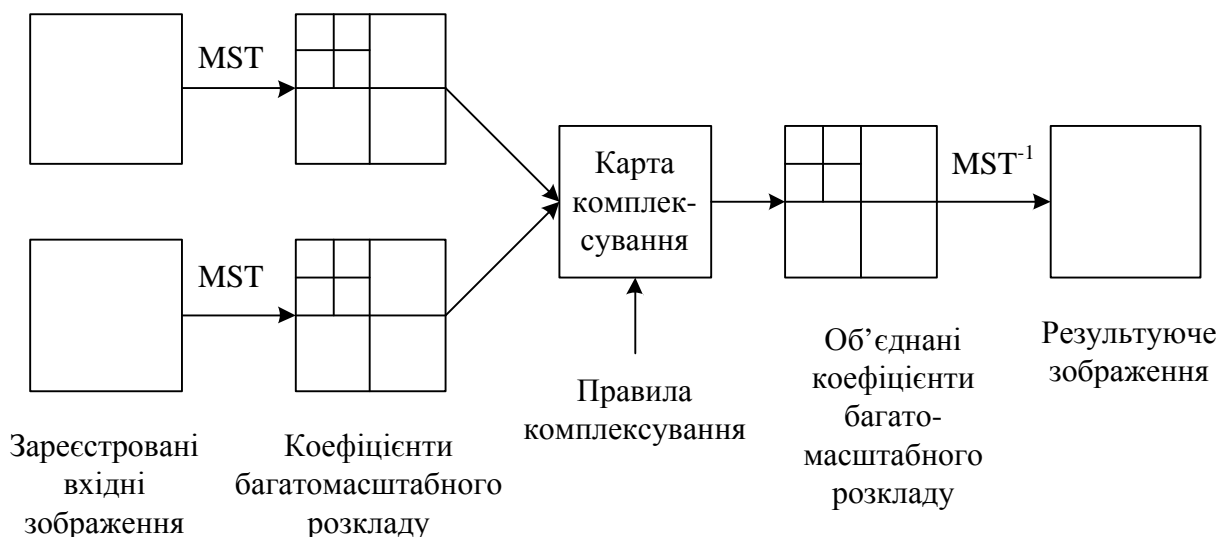 MST
MST
Карта
комплек-
сування
MST⁻¹
Зареєстровані
вхідні
зображення
Коефіцієнти
багатомасштабного
розкладу
Правила
комплексування
Об’єднані
коефіцієнти
багато-
масштабного
розкладу
Результуюче
зображення